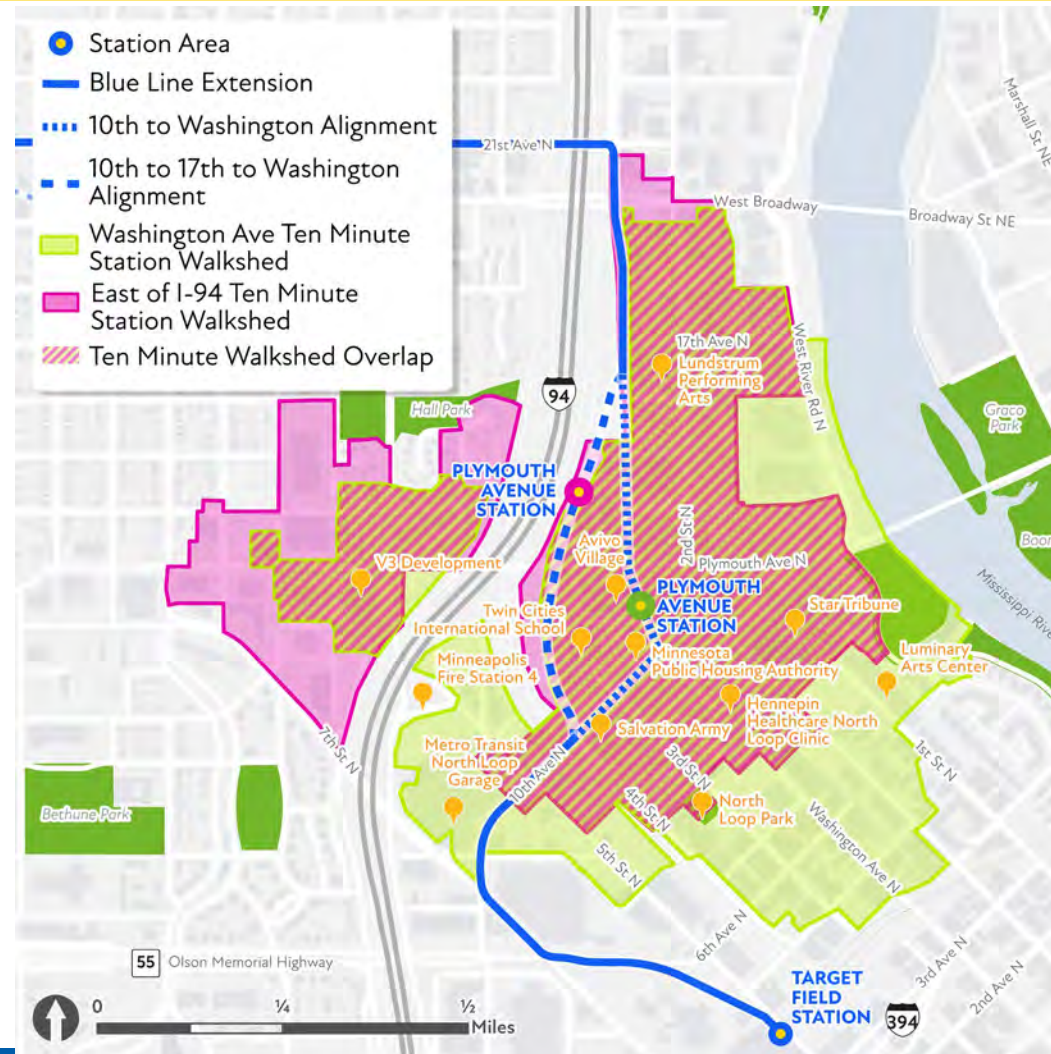 Station Area
Blue Line Extension
10th to Washington Alignment
10th to 17th to Washington
Alignment
Washington Ave Ten Minute
Station Walkshed
East of I-94 Ten Minute
Station Walkshed
Ten Minute Walkshed Overlap
Marshall St NE
21st Ave N
West Broadway
Broadway St NE
17th Ave N
Lundstrum
Performing
Arts
West River Rd N
94
Hall Park
Graco
Park
PLYMOUTH
AVENUE
STATION
2nd St N
Avivo
Village
Plymouth Ave N
Boom
V3 Development
PLYMOUTH
AVENUE
STATION
Star Tribune
Mississippi River
Twin Cities
International School
Minnesota
Public Housing Authority
Luminary
Arts Center
Minneapolis
Fire Station 4
Hennepin
Healthcare North
Loop Clinic
Salvation Army
7th St N
Metro Transit
North Loop
Garage
10th Ave N
3rd St N
1st St N
4th St N
North
Loop Park
Washington Ave N
Bethune Park
5th St N
6th Ave N
55
Olson Memorial Highway
3rd Ave N
2nd Ave N
TARGET
FIELD
STATION
394
0
1/4
1/2
Miles